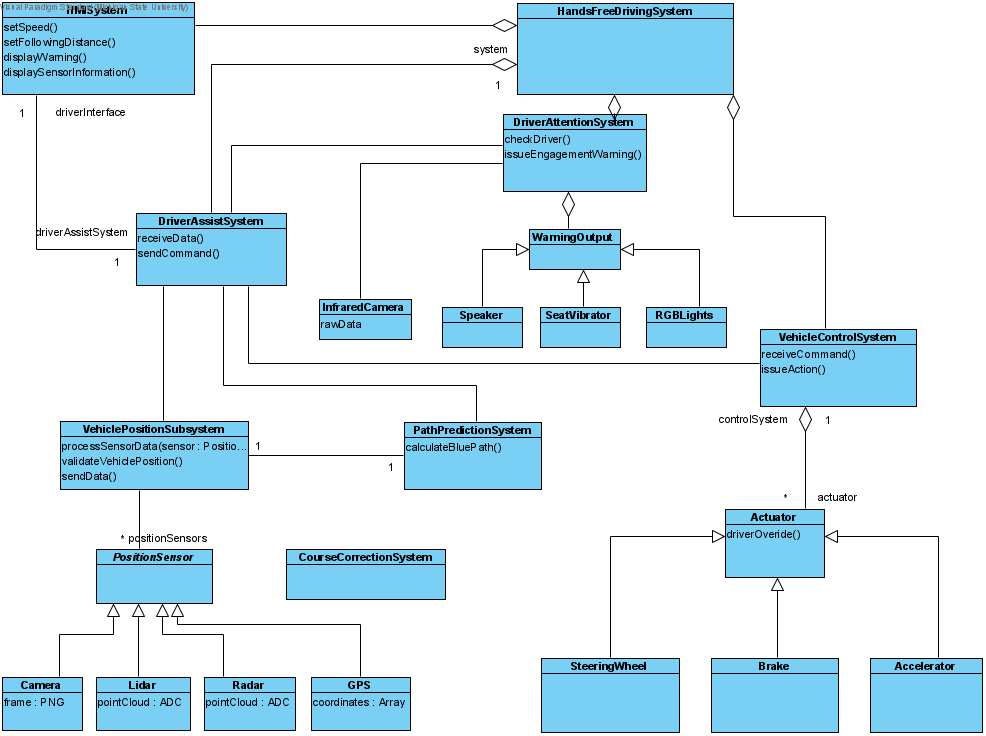 Visual Paradigm Standard (Michigan State University)
HMISystem
setSpeed()
setFollowingDistance()
displayWarning()
displaySensorInformation()
HandsFreeDrivingSystem
system
1
1
driverInterface
DriverAttentionSystem
checkDriver()
issueEngagementWarning()
driverAssistSystem
1
DriverAssistSystem
receiveData()
sendCommand()
WarningOutput
InfraredCamera
rawData
Speaker
SeatVibrator
RGBLights
VehicleControlSystem
receiveCommand()
issueAction()
controlSystem
1
VehiclePositionSubsystem
processSensorData(sensor : Positio...
validateVehiclePosition()
sendData()
1
1
PathPredictionSystem
calculateBluePath()
* actuator
Actuator
driverOveride()
* positionSensors
PositionSensor
CourseCorrectionSystem
Camera
frame : PNG
Lidar
pointCloud : ADC
Radar
pointCloud : ADC
GPS
coordinates : Array
SteeringWheel
Brake
Accelerator